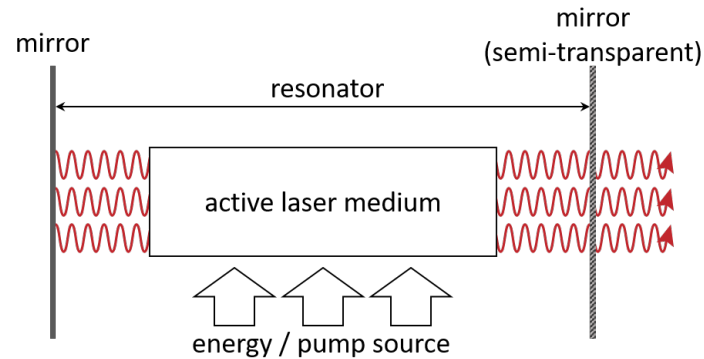 mirror
mirror
(semi-transparent)
resonator
active laser medium
energy / pump source